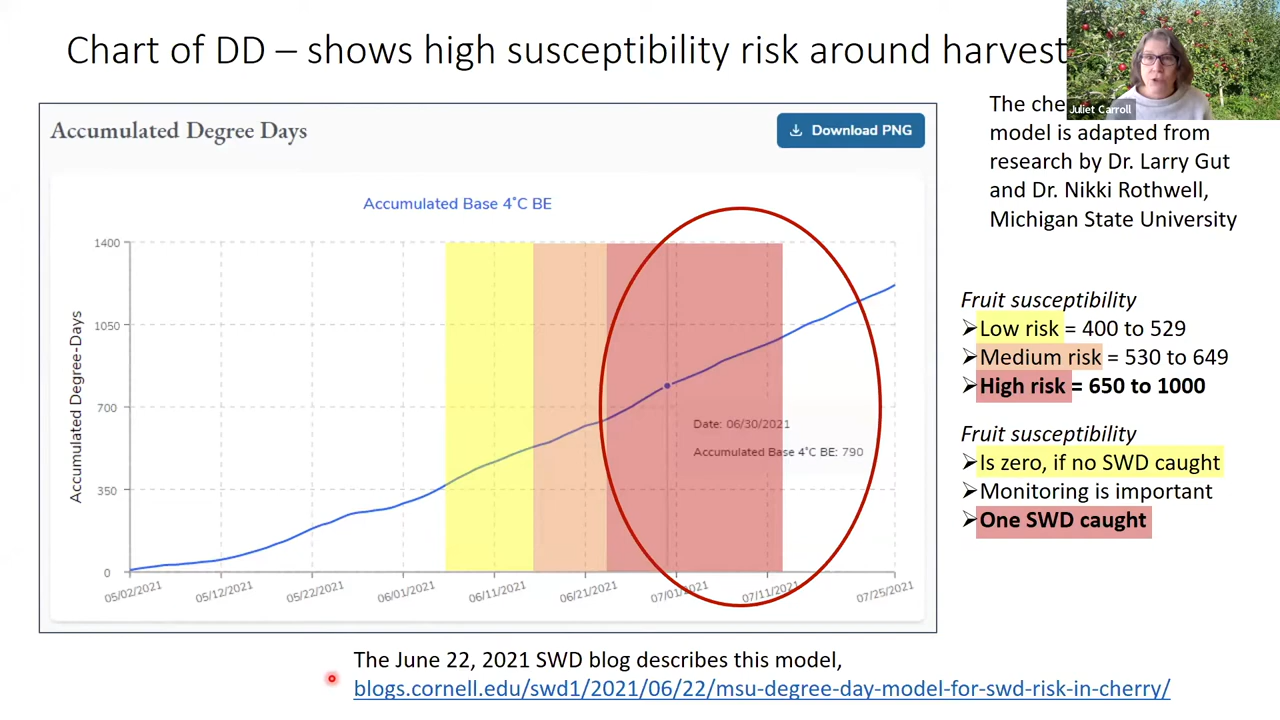 Chart of DD – shows high susceptibility risk around harvest
Juliet Carroll
Accumulated Degree Days
Download PNG
Accumulated Base 4°C BE
Accumulated Degree-Days
1400
1050
700
350
0
05/02/2021
05/12/2021
05/22/2021
06/01/2021
06/11/2021
06/21/2021
07/01/2021
07/11/2021
07/25/2021
Date: 06/30/2021
Accumulated Base 4°C BE: 790
The
model is adapted from
research by Dr. Larry Gut
and Dr. Nikki Rothwell,
Michigan State University
Fruit susceptibility
➢Low risk = 400 to 529
➢Medium risk = 530 to 649
➢High risk = 650 to 1000
Fruit susceptibility
➢Is zero, if no SWD caught
➢Monitoring is important
➢One SWD caught
The June 22, 2021 SWD blog describes this model,
blogs.cornell.edu/swd1/2021/06/22/msu-degree-day-model-for-swd-risk-in-cherry/